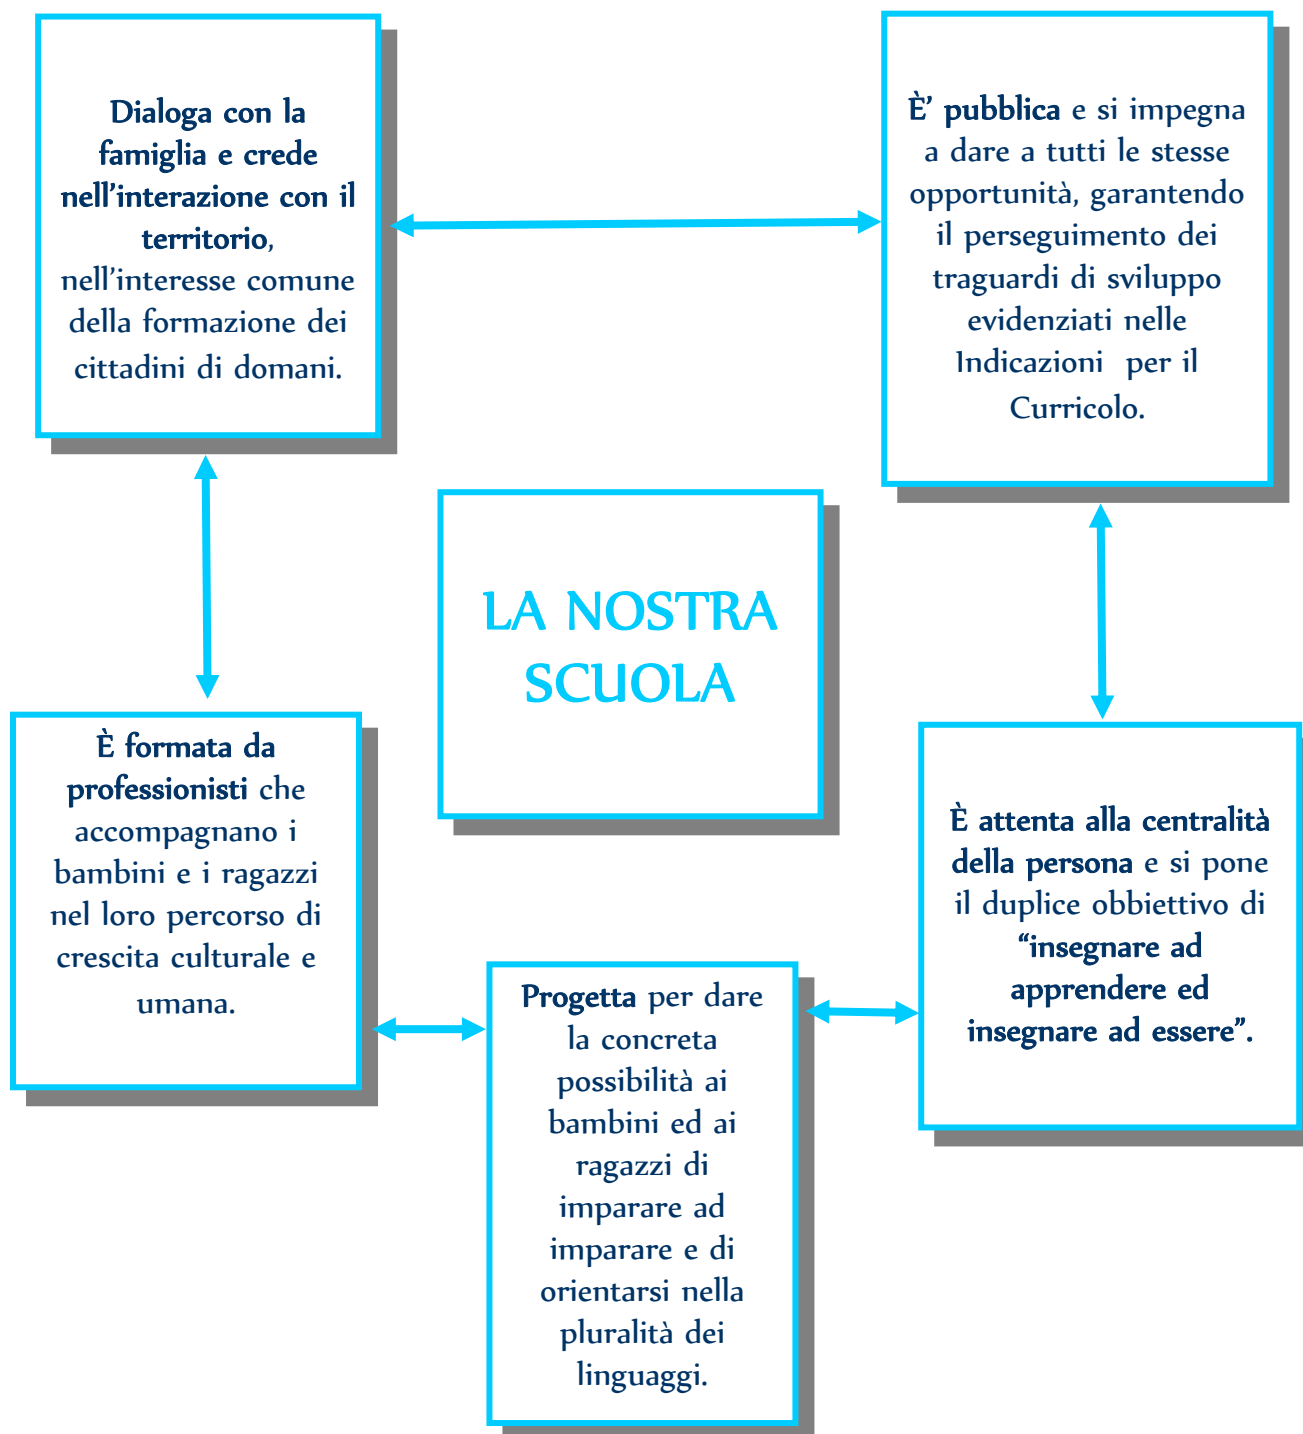 Dialoga con la
famiglia e crede
nell’interazione con il
territorio,
nell’interesse comune
della formazione dei
cittadini di domani.
È’ pubblica e si impegna
a dare a tutti le stesse
opportunità, garantendo
il perseguimento dei
traguardi di sviluppo
evidenziati nelle
Indicazioni per il
Curricolo.
LA NOSTRA
SCUOLA
È formata da
professionisti che
accompagnano i
bambini e i ragazzi
nel loro percorso di
crescita culturale e
umana.
È attenta alla centralità
della persona e si pone
il duplice obbiettivo di
“insegnare ad
apprendere ed
insegnare ad essere”.
Progetta per dare
la concreta
possibilità ai
bambini ed ai
ragazzi di
imparare ad
imparare e di
orientarsi nella
pluralità dei
linguaggi.